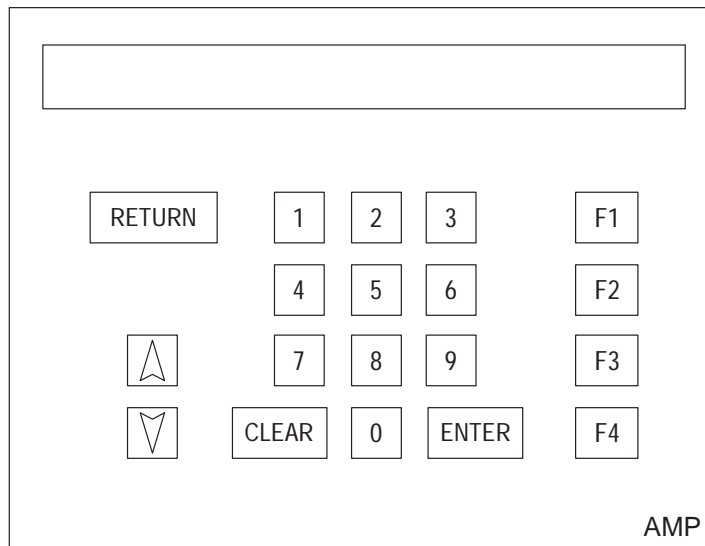 RETURN 1 2 3 F1
4 5 6 F2
7 8 9 F3
CLEAR 0 ENTER F4
AMP